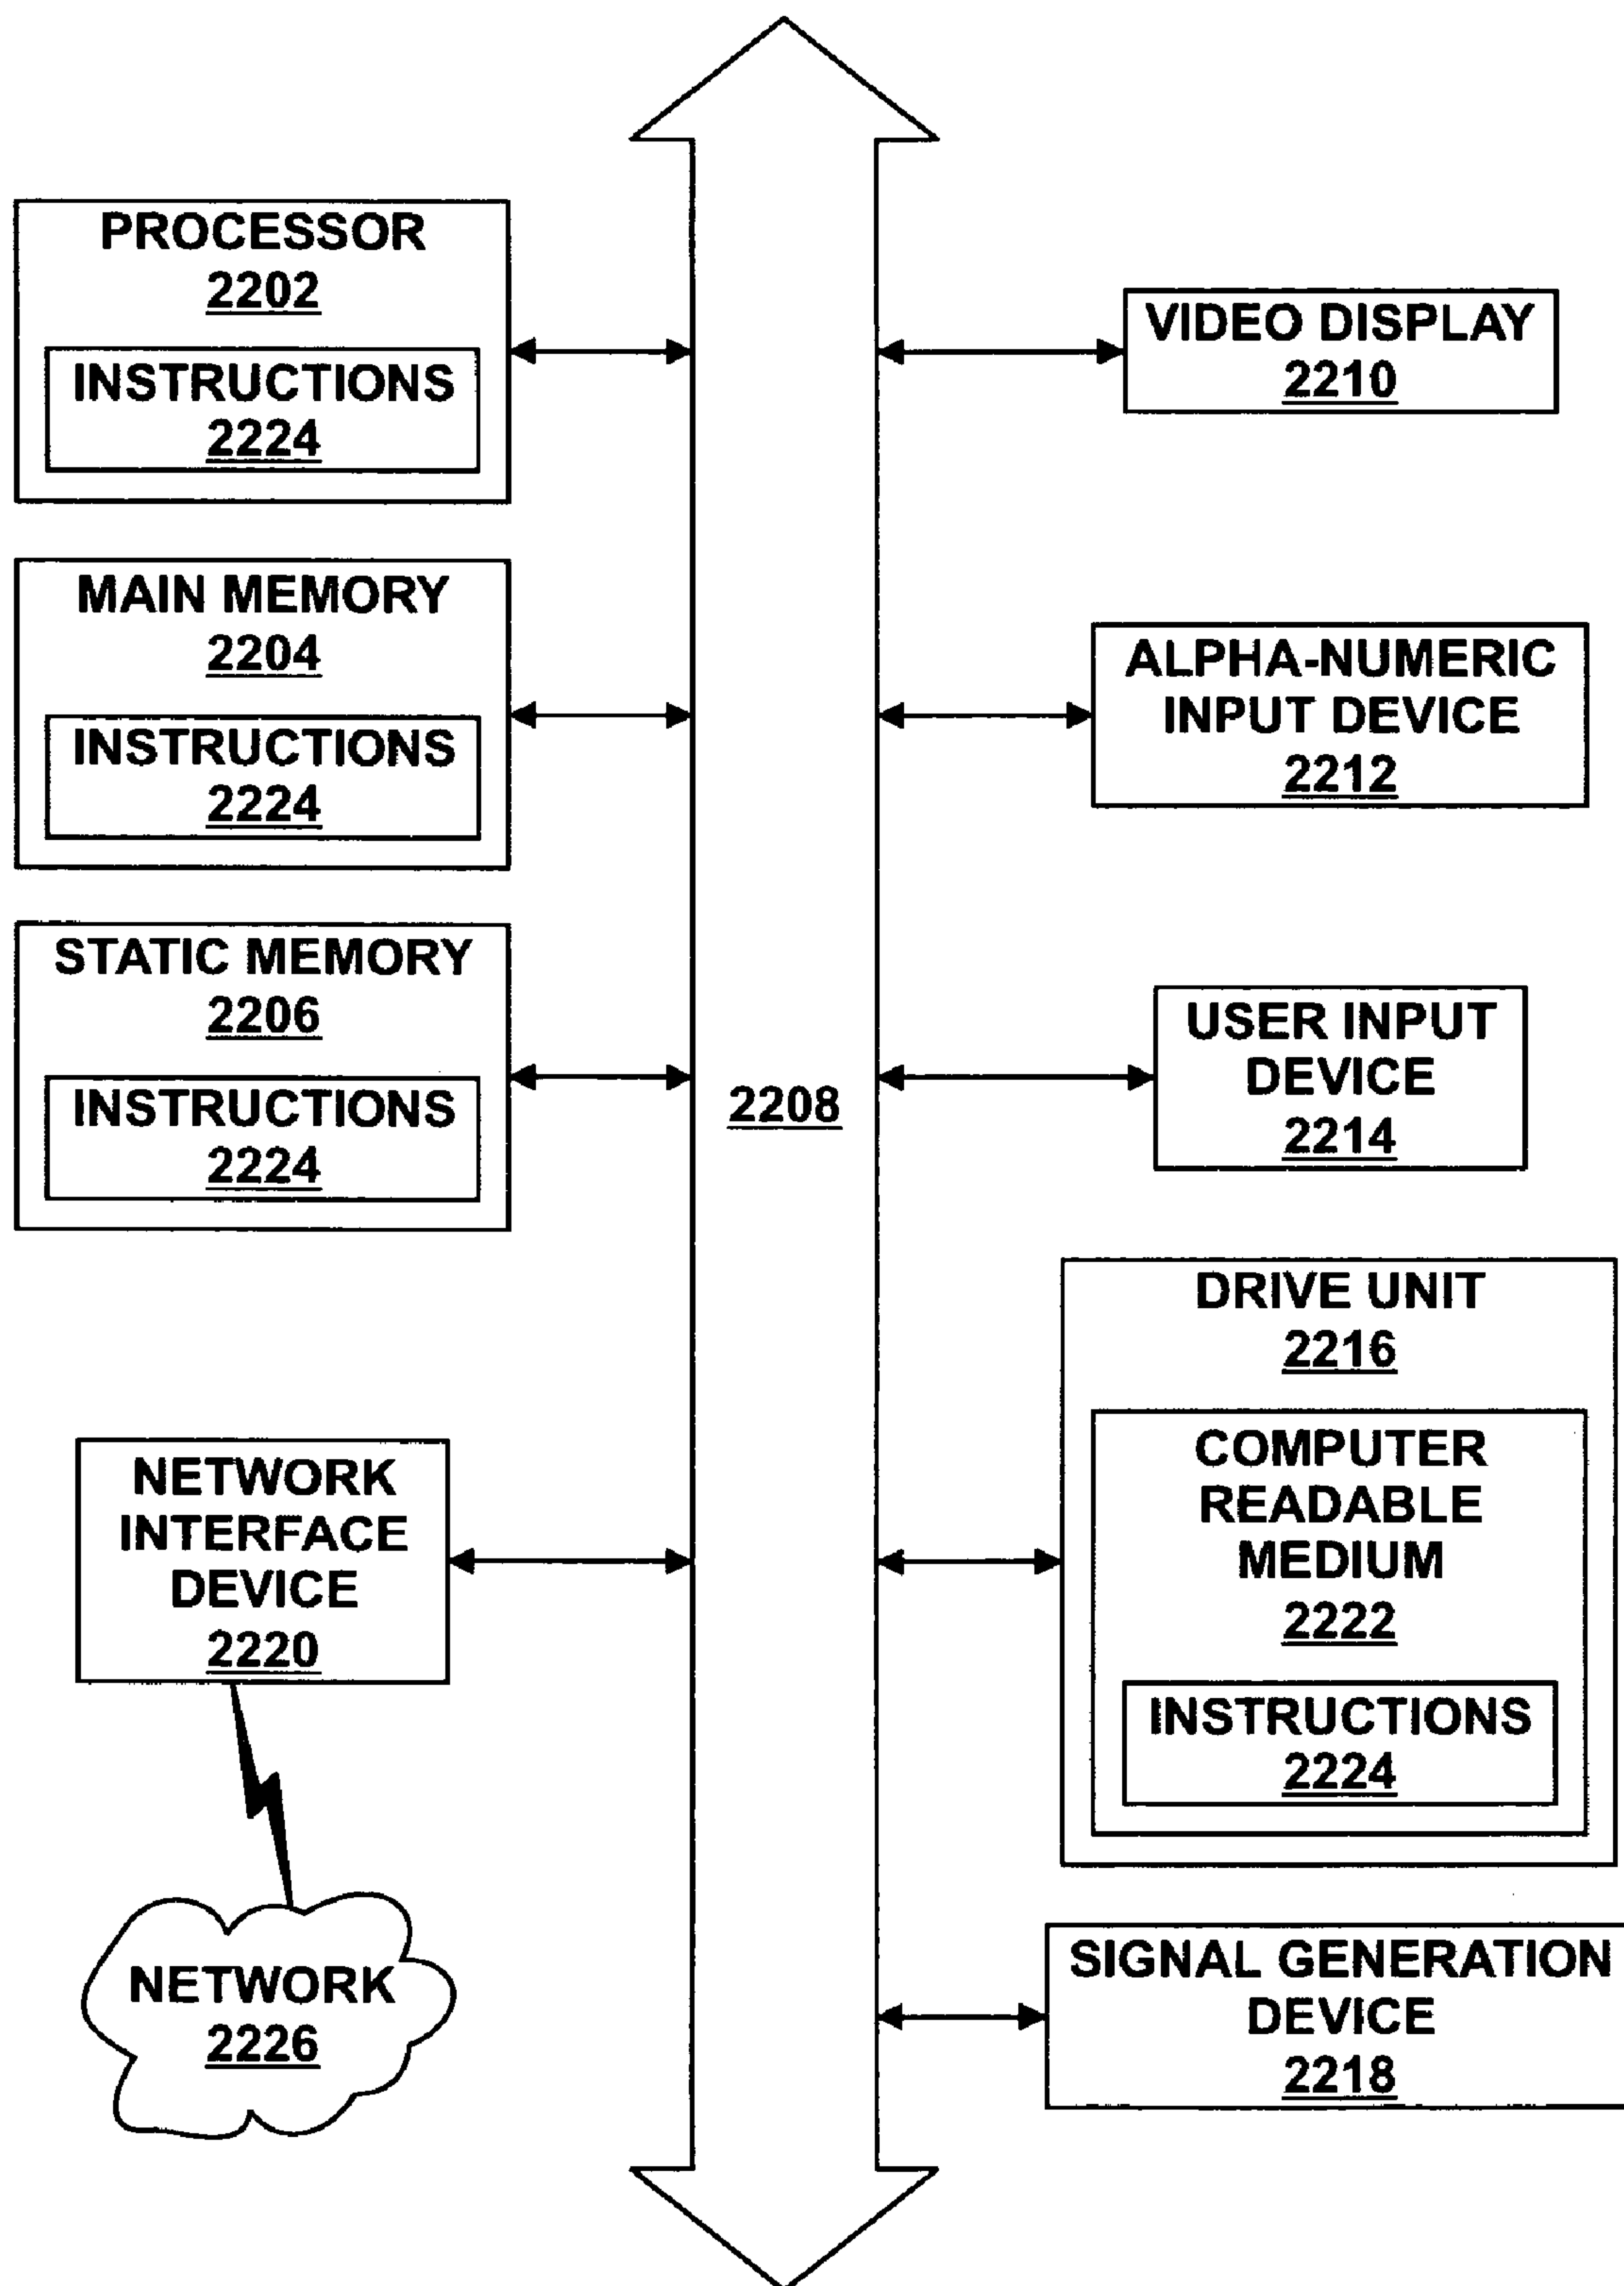 PROCESSOR
2202
INSTRUCTIONS
2224
MAIN MEMORY
2204
INSTRUCTIONS
2224
STATIC MEMORY
2206
INSTRUCTIONS
2224
NETWORK
INTERFACE
DEVICE
2220
NETWORK
2226
2208
VIDEO DISPLAY
2210
ALPHA-NUMERIC
INPUT DEVICE
2212
USER INPUT
DEVICE
2214
DRIVE UNIT
2216
COMPUTER
READABLE
MEDIUM
2222
INSTRUCTIONS
2224
SIGNAL GENERATION
DEVICE
2218